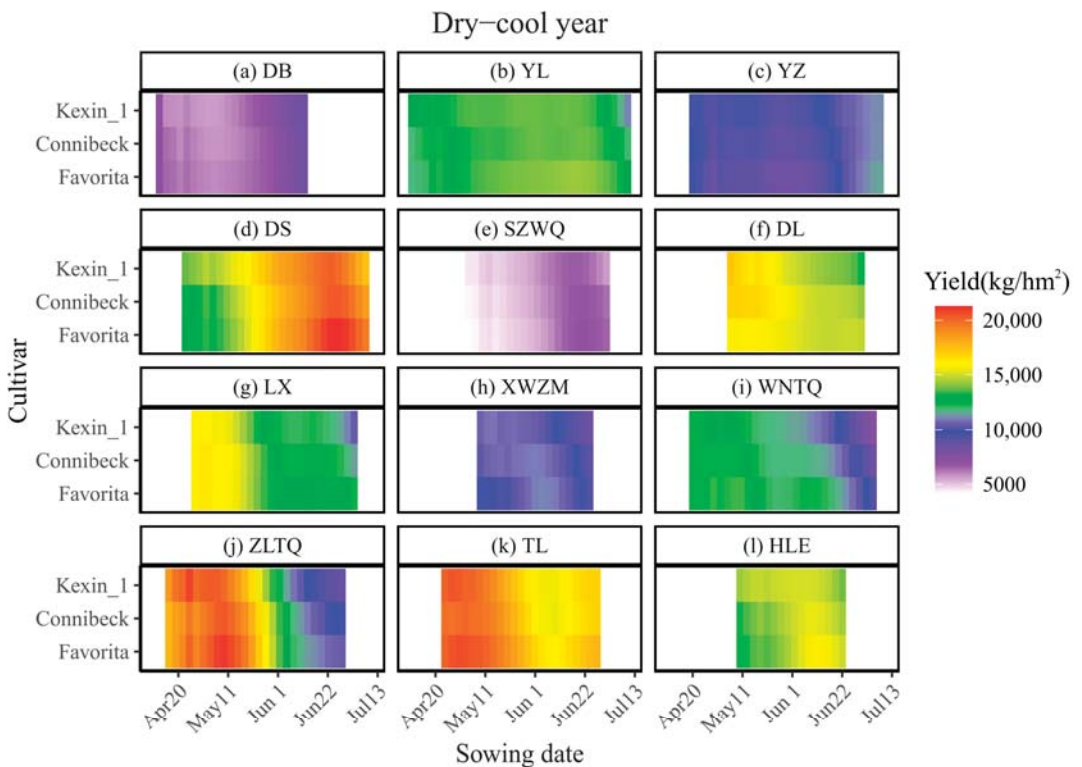 Dry−cool year
(a) DB
(b) YL
(c) YZ
Kexin_1
Connibeck
Favorita
(d) DS
(e) SZWQ
(f) DL
Kexin_1
Connibeck
Favorita
Yield(kg/hm²)
20,000
15,000
10,000
5000
Cultivar
(g) LX
(h) XWZM
(i) WNTQ
Kexin_1
Connibeck
Favorita
(j) ZLTQ
(k) TL
(l) HLE
Kexin_1
Connibeck
Favorita
Apr20
May11
Jun 1
Jun22
Jul13
Apr20
May11
Jun 1
Jun22
Jul13
Apr20
May11
Jun 1
Jun22
Jul13
Sowing date